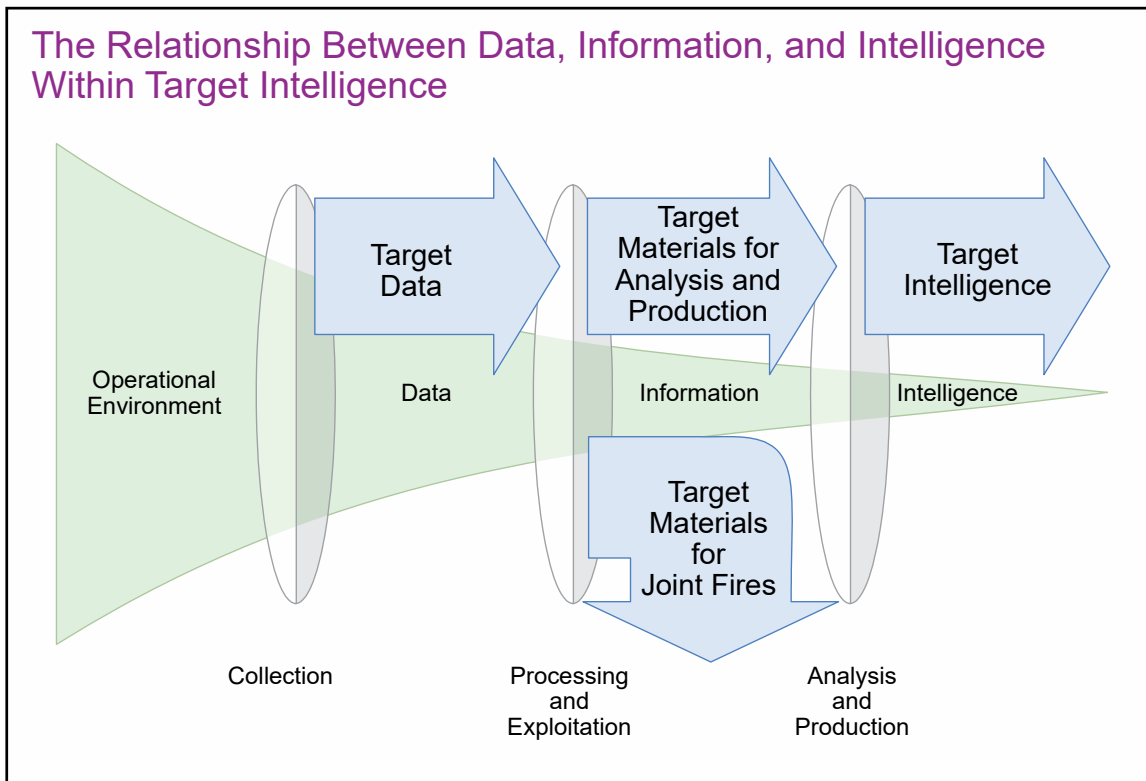 The Relationship Between Data, Information, and Intelligence
Within Target Intelligence
Target
Data
Target
Materials for
Analysis and
Production
Target
Intelligence
Operational
Environment
Data
Information
Intelligence
Target
Materials
for
Joint Fires
Collection
Processing
and
Exploitation
Analysis
and
Production